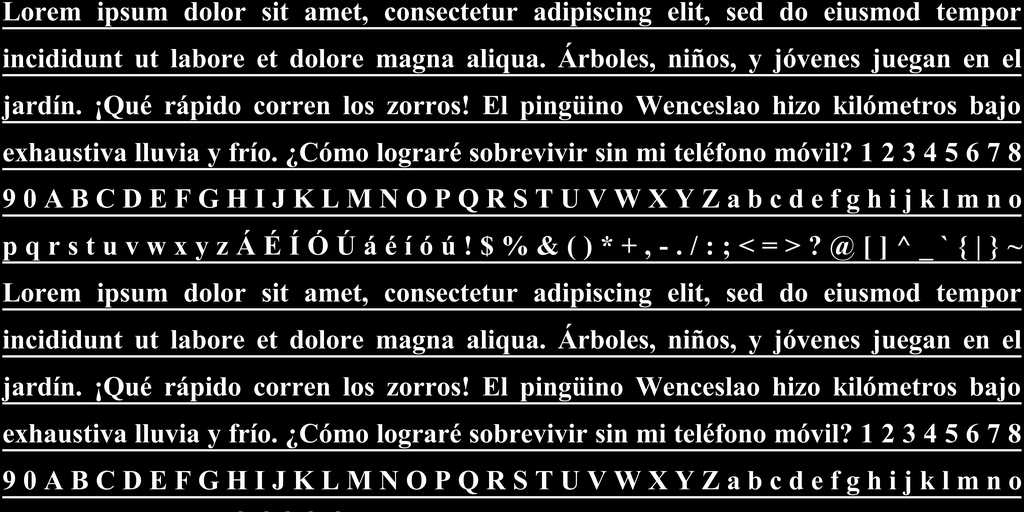 Lorem ipsum dolor sit amet, consectetur adipiscing elit, sed do eiusmod tempor
incididunt ut labore et dolore magna aliqua. Árboles, niños, y jóvenes juegan en el
jardín. ¡Qué rápido corren los zorros! El pingüino Wenceslao hizo kilómetros bajo
exhaustiva lluvia y frío. ¿Cómo lograré sobrevivir sin mi teléfono móvil? 1 2 3 4 5 6 7 8
9 0 A B C D E F G H I J K L M N O P Q R S T U V W X Y Z a b c d e f g h i j k l m n o
p q r s t u v w x y z Á É Í Ó Ú á é í ó ú ! $ % & ( ) * + , - . / : ; < = > ? @ [ ] ^ _ ` { | } ~
Lorem ipsum dolor sit amet, consectetur adipiscing elit, sed do eiusmod tempor
incididunt ut labore et dolore magna aliqua. Árboles, niños, y jóvenes juegan en el
jardín. ¡Qué rápido corren los zorros! El pingüino Wenceslao hizo kilómetros bajo
exhaustiva lluvia y frío. ¿Cómo lograré sobrevivir sin mi teléfono móvil? 1 2 3 4 5 6 7 8
9 0 A B C D E F G H I J K L M N O P Q R S T U V W X Y Z a b c d e f g h i j k l m n o